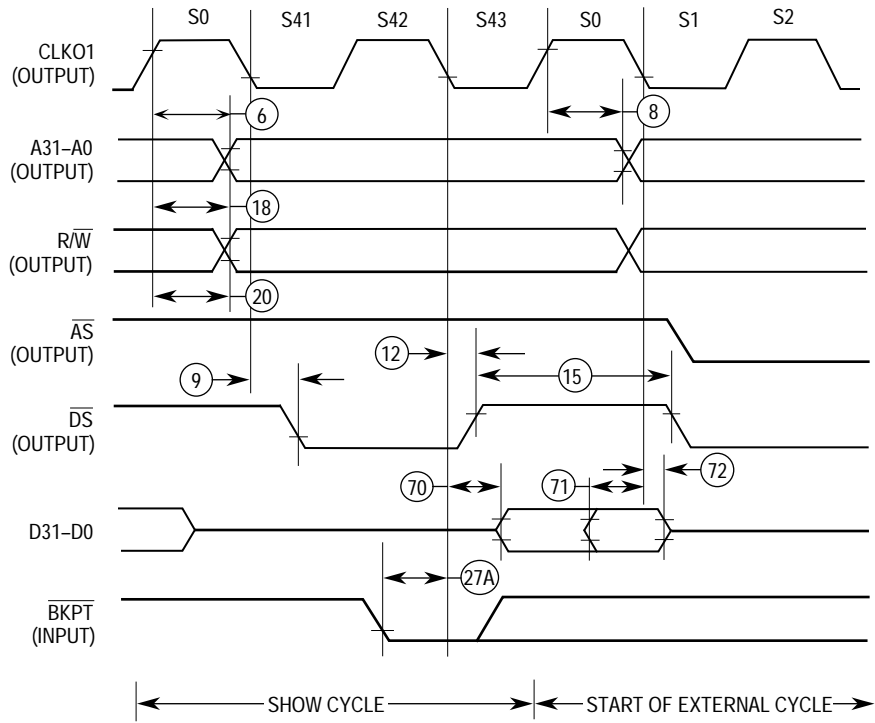 S0 S41 S42 S43 S0 S1 S2
CLKO1
(OUTPUT)
6
8
A31–A0
(OUTPUT)
18
R/W
(OUTPUT)
20
AS
(OUTPUT)
12
15
9
DS
(OUTPUT)
70
71
72
D31–D0
27A
BKPT
(INPUT)
SHOW CYCLE
START OF EXTERNAL CYCLE